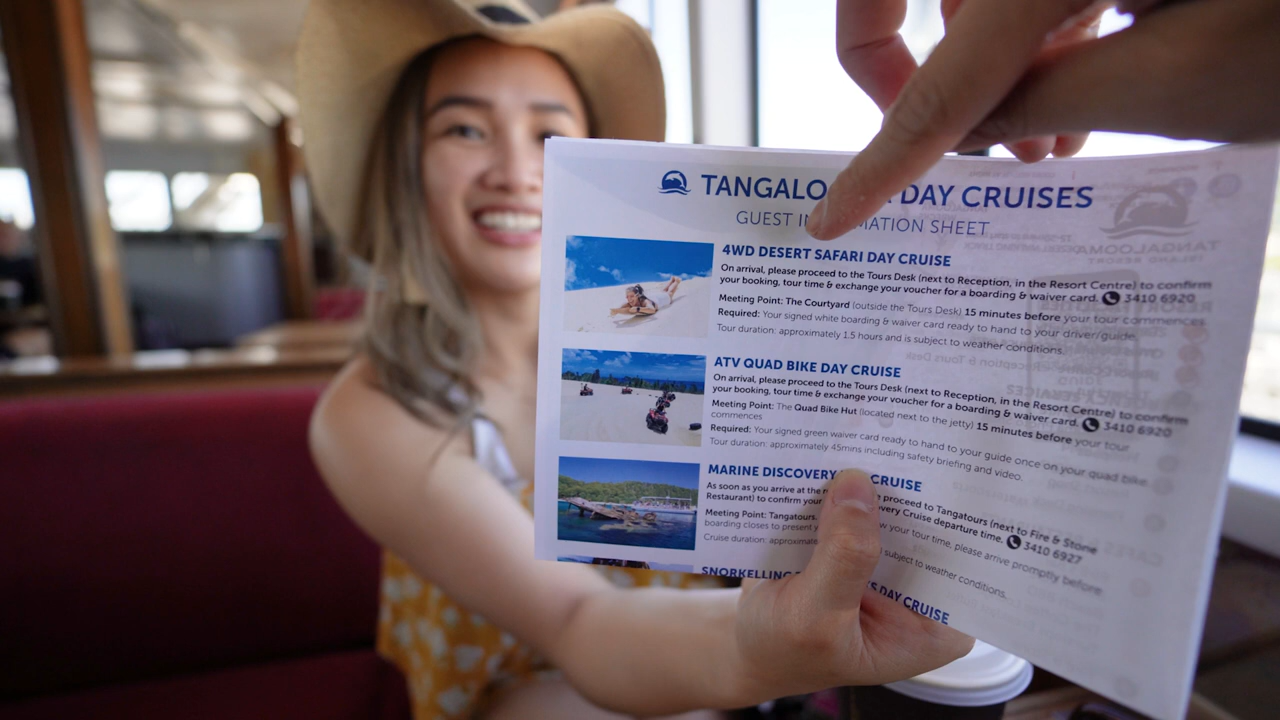 TANGALOO DAY CRUISES
GUEST IN MATION SHEET
4WD DESERT SAFARI DAY CRUISE
On arrival, please proceed to the Tours Desk (next to Reception, in the Resort Centre) to confirm
your booking, tour time & exchange your voucher for a boarding & waiver card. 3410 6920
Meeting Point: The Courtyard (outside the Tours Desk) 15 minutes before your tour commences
Required: Your signed white boarding & waiver card ready to hand to your driver/guide.
Tour duration: approximately 1.5 hours and is subject to weather conditions.
ATV QUAD BIKE DAY CRUISE
On arrival, please proceed to the Tours Desk (next to Reception, in the Resort Centre) to confirm
your booking, tour time & exchange your voucher for a boarding & waiver card. 3410 6920
Meeting Point: The Quad Bike Hut (located next to the jetty) 15 minutes before your tour
commences
Required: Your signed green waiver card ready to hand to your guide once on your quad bike.
Tour duration: approximately 45mins including safety briefing and video.
MARINE DISCOVERY CRUISE
As soon as you arrive at the proceed to Tangatours (next to Fire & Stone
Restaurant) to confirm your very Cruise departure time. 3410 6927
Meeting Point: Tangatours. your tour time, please arrive promptly before
boarding closes to present
Cruise duration: approximate subject to weather conditions.
SNORKELLING DAY CRUISE